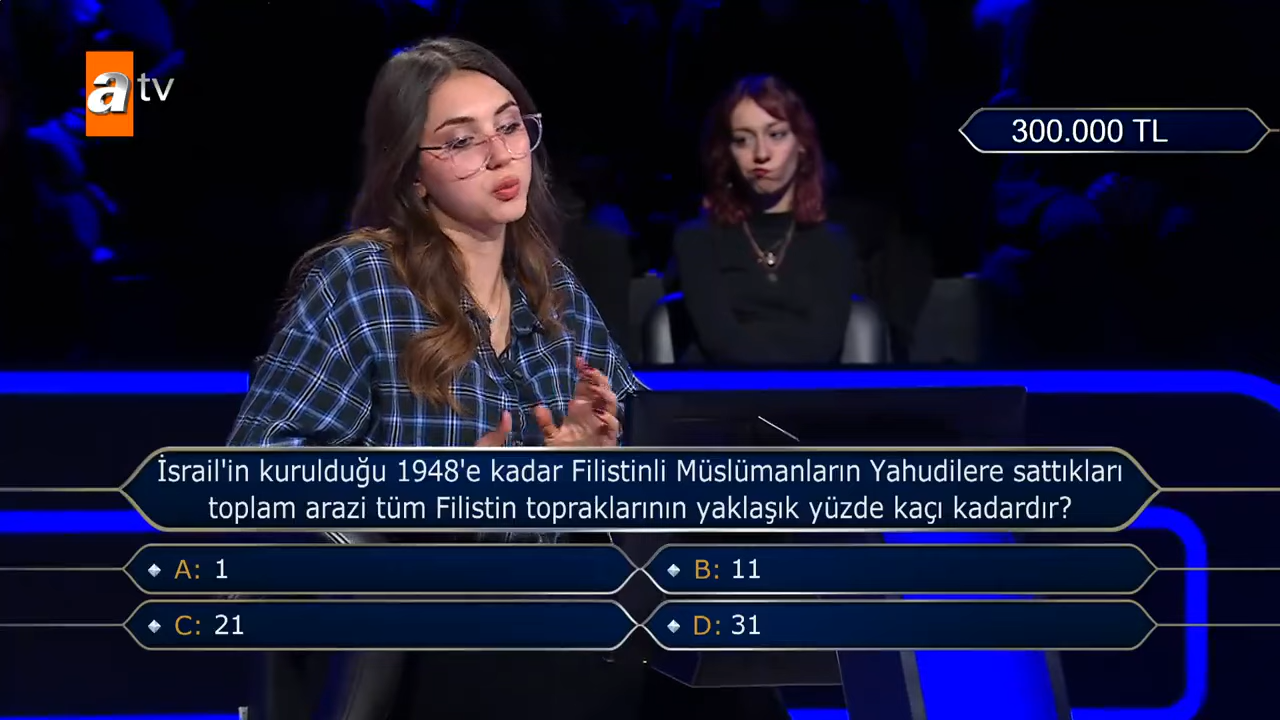 atv
300.000 TL
İsrail'in kurulduğu 1948'e kadar Filistinli Müslümanların Yahudilere sattıkları
toplam arazi tüm Filistin topraklarının yaklaşık yüzde kaçı kadardır?
A: 1
B: 11
C: 21
D: 31